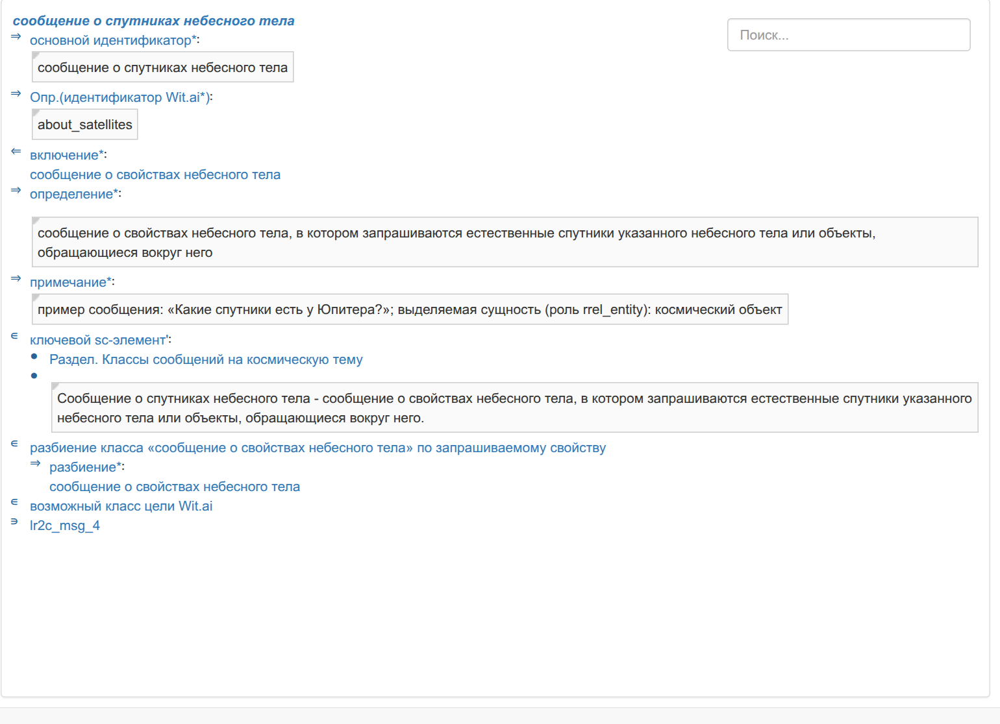 сообщение о спутниках небесного тела
Поиск...
⇒ основной идентификатор*:
сообщение о спутниках небесного тела
⇒ Опр.(идентификатор Wit.ai*):
about_satellites
⇐ включение*:
сообщение о свойствах небесного тела
⇒ определение*:
сообщение о свойствах небесного тела, в котором запрашиваются естественные спутники указанного небесного тела или объекты,
обращающиеся вокруг него
⇒ примечание*:
пример сообщения: «Какие спутники есть у Юпитера?»; выделяемая сущность (роль rrel_entity): космический объект
∈ ключевой sc-элемент':
● Раздел. Классы сообщений на космическую тему
●
Сообщение о спутниках небесного тела - сообщение о свойствах небесного тела, в котором запрашиваются естественные спутники указанного
небесного тела или объекты, обращающиеся вокруг него.
∈ разбиение класса «сообщение о свойствах небесного тела» по запрашиваемому свойству
⇒ разбиение*:
сообщение о свойствах небесного тела
∈ возможный класс цели Wit.ai
∋ lr2c_msg_4